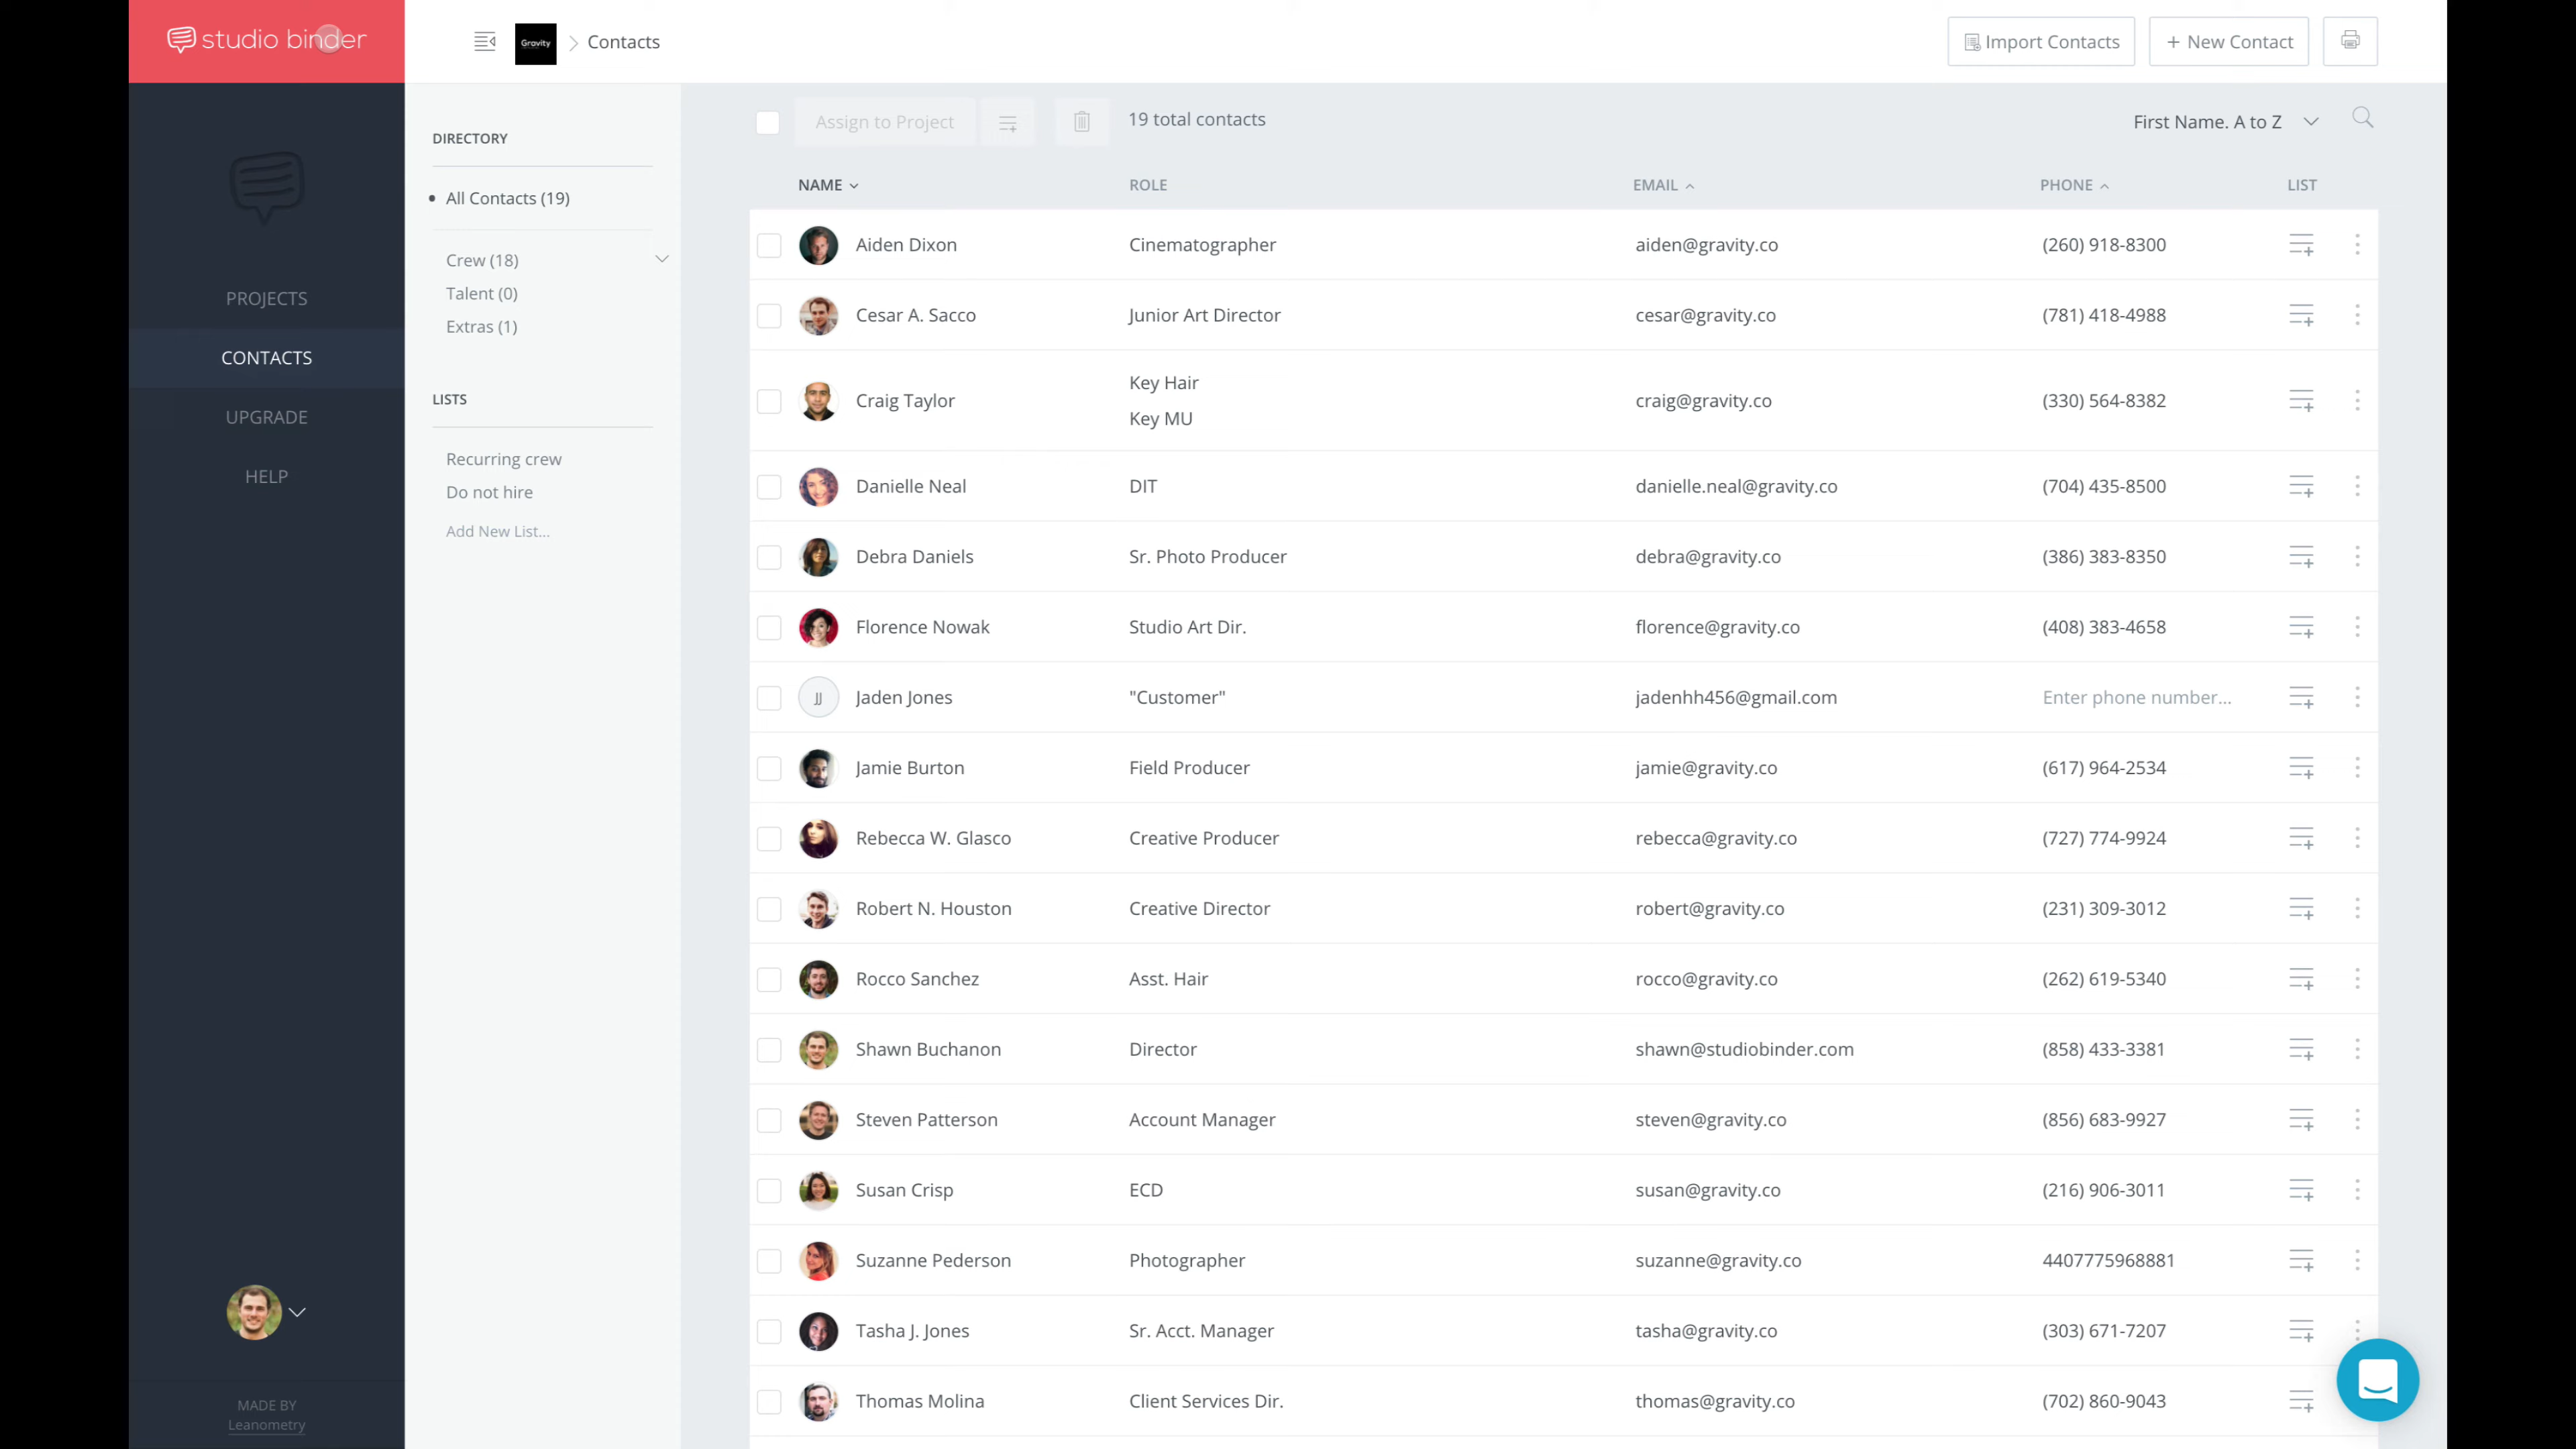 studio binder
Gravity
Contacts
Import Contacts
+ New Contact
DIRECTORY
All Contacts (19)
Crew (18)
Talent (0)
Extras (1)
LISTS
Recurring crew
Do not hire
Add New List...
PROJECTS
CONTACTS
UPGRADE
HELP
MADE BY
Leanometry
Assign to Project
19 total contacts
First Name. A to Z
NAME ROLE EMAIL PHONE LIST
Aiden Dixon Cinematographer aiden@gravity.co (260) 918-8300
Cesar A. Sacco Junior Art Director cesar@gravity.co (781) 418-4988
Craig Taylor Key Hair craig@gravity.co (330) 564-8382
Key MU
Danielle Neal DIT danielle.neal@gravity.co (704) 435-8500
Debra Daniels Sr. Photo Producer debra@gravity.co (386) 383-8350
Florence Nowak Studio Art Dir. florence@gravity.co (408) 383-4658
JJ Jaden Jones "Customer" jadenhh456@gmail.com Enter phone number...
Jamie Burton Field Producer jamie@gravity.co (617) 964-2534
Rebecca W. Glasco Creative Producer rebecca@gravity.co (727) 774-9924
Robert N. Houston Creative Director robert@gravity.co (231) 309-3012
Rocco Sanchez Asst. Hair rocco@gravity.co (262) 619-5340
Shawn Buchanon Director shawn@studiobinder.com (858) 433-3381
Steven Patterson Account Manager steven@gravity.co (856) 683-9927
Susan Crisp ECD susan@gravity.co (216) 906-3011
Suzanne Pederson Photographer suzanne@gravity.co 4407775968881
Tasha J. Jones Sr. Acct. Manager tasha@gravity.co (303) 671-7207
Thomas Molina Client Services Dir. thomas@gravity.co (702) 860-9043